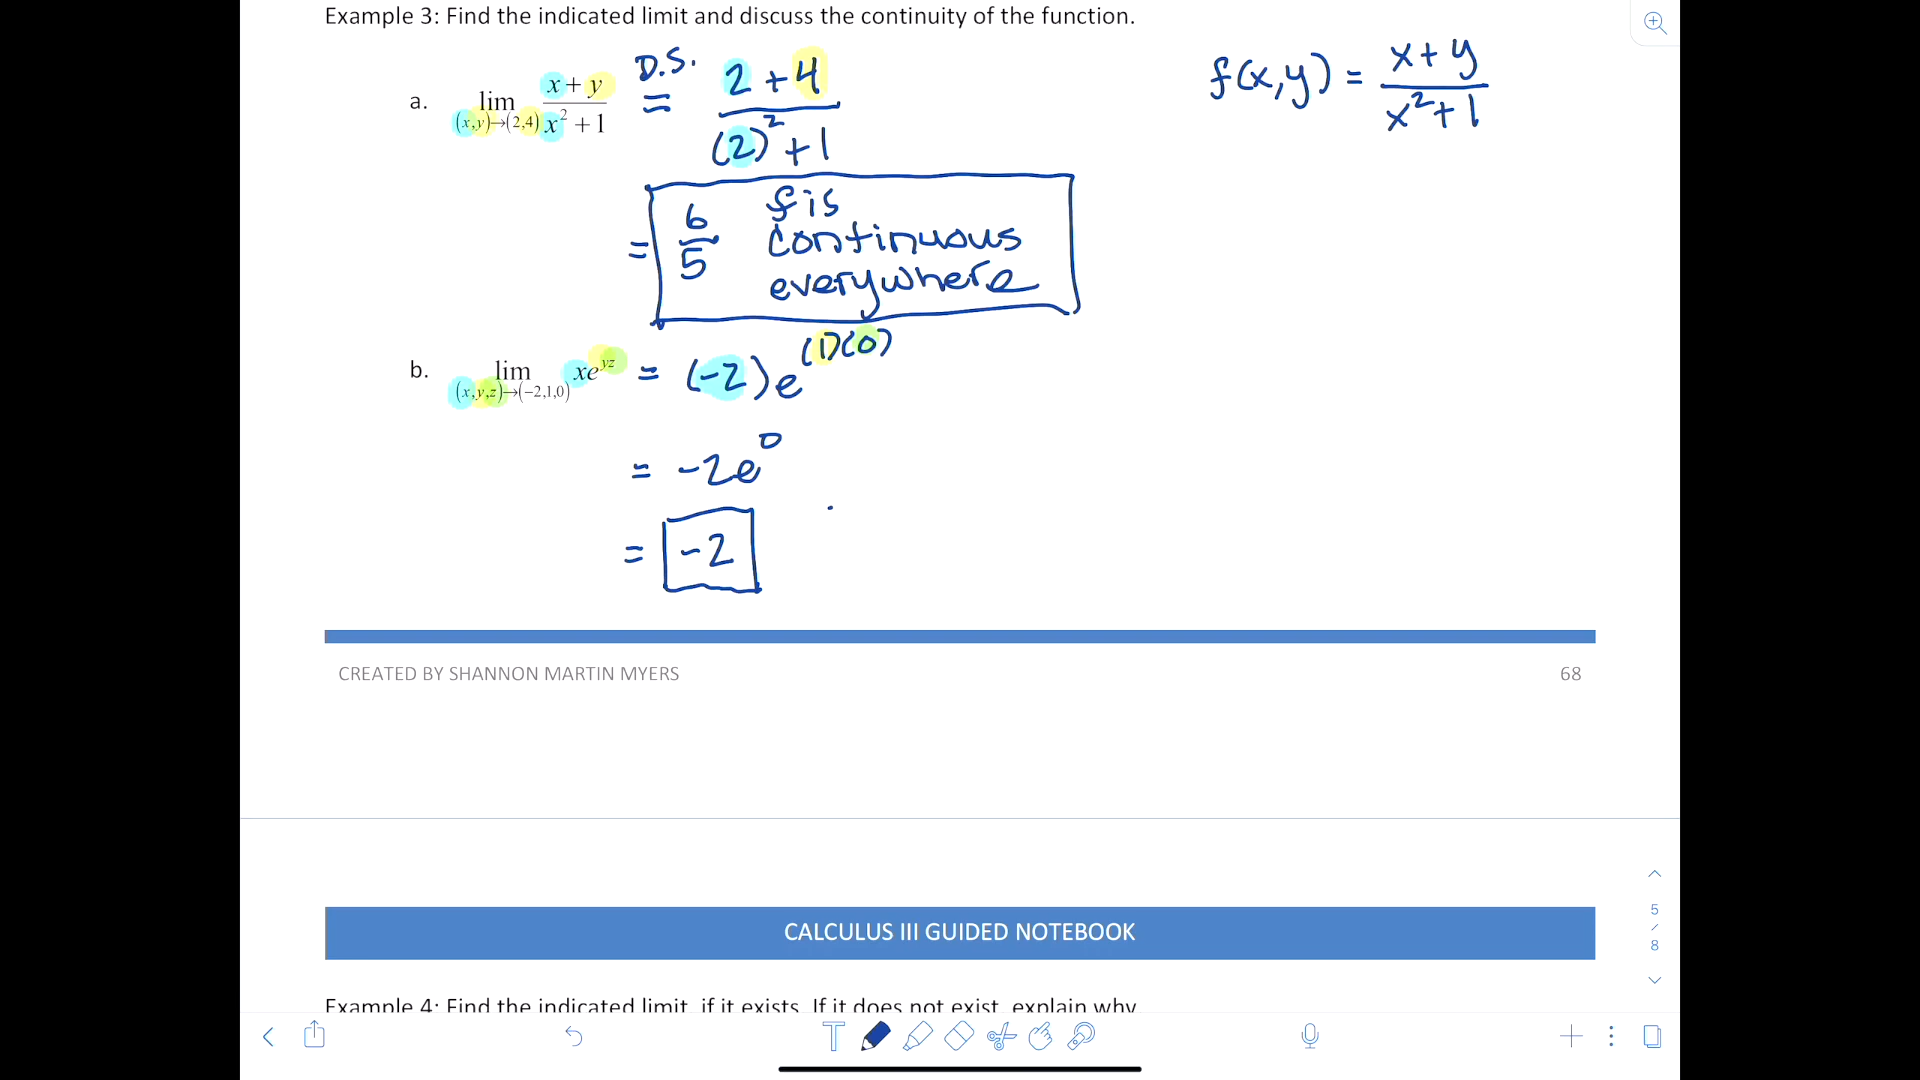 Example 3: Find the indicated limit and discuss the continuity of the function.
a. lim (x,y)→(2,4) x + y / x² + 1 D.S. = 2 + 4 / (2)² + 1
f(x,y) = x + y / x² + 1
= 6/5 f is
continuous
everywhere
b. lim (x,y,z)→(−2,1,0) xe^yz = (-2)e^(1)(0)
= -2e^0
= -2
CREATED BY SHANNON MARTIN MYERS
68
CALCULUS III GUIDED NOTEBOOK
5
/
8
Example 4: Find the indicated limit, if it exists. If it does not exist, explain why
T